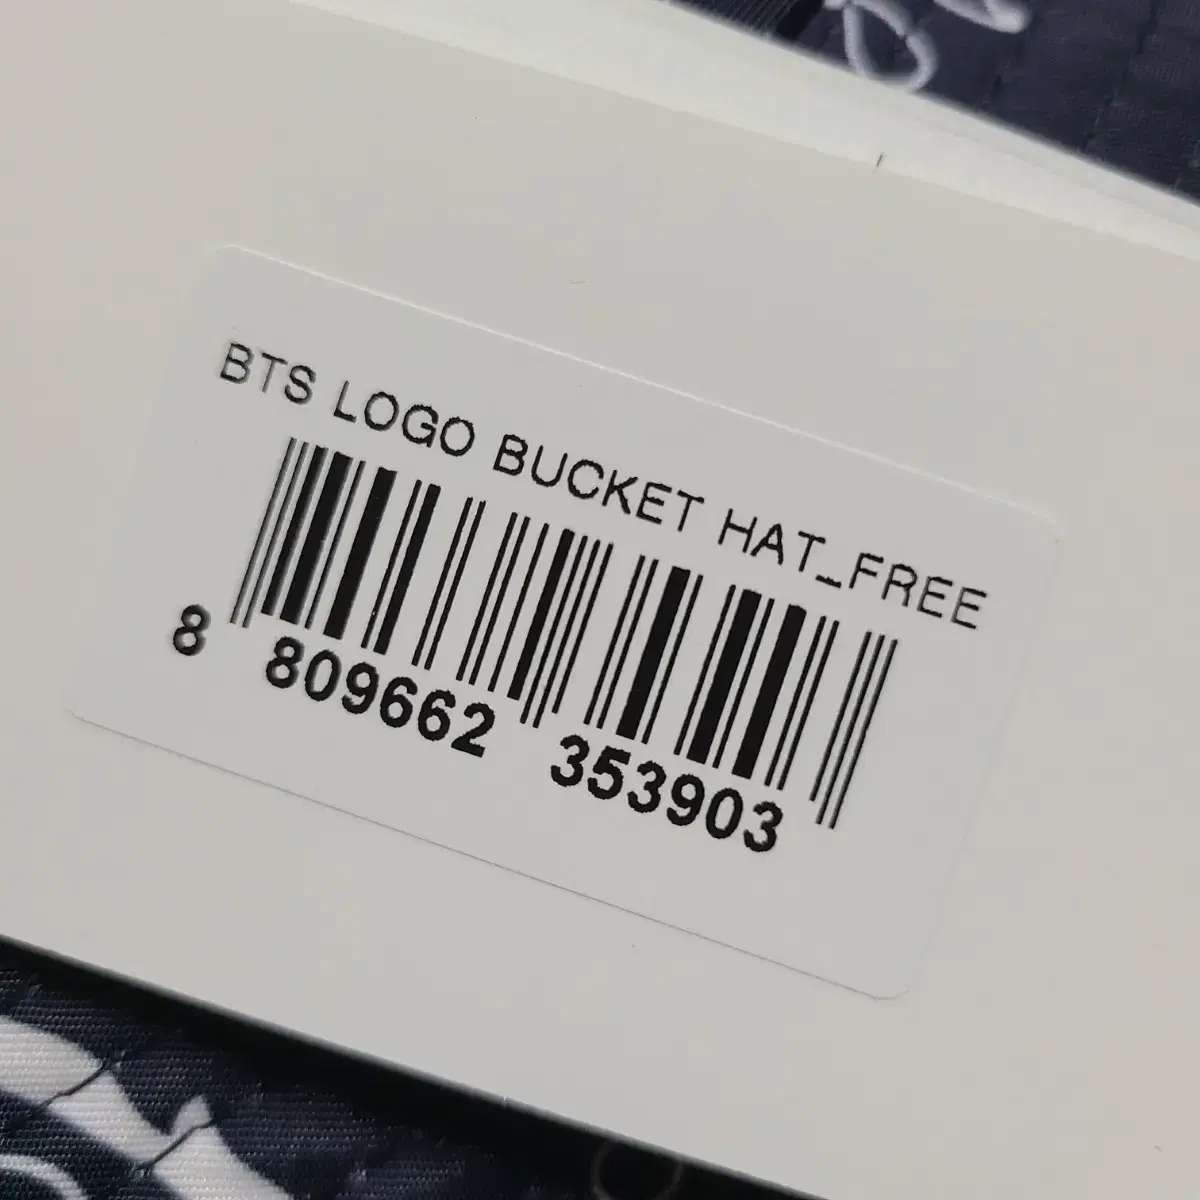 BTS LOGO BUCKET HAT_FREE
8 809662 353903